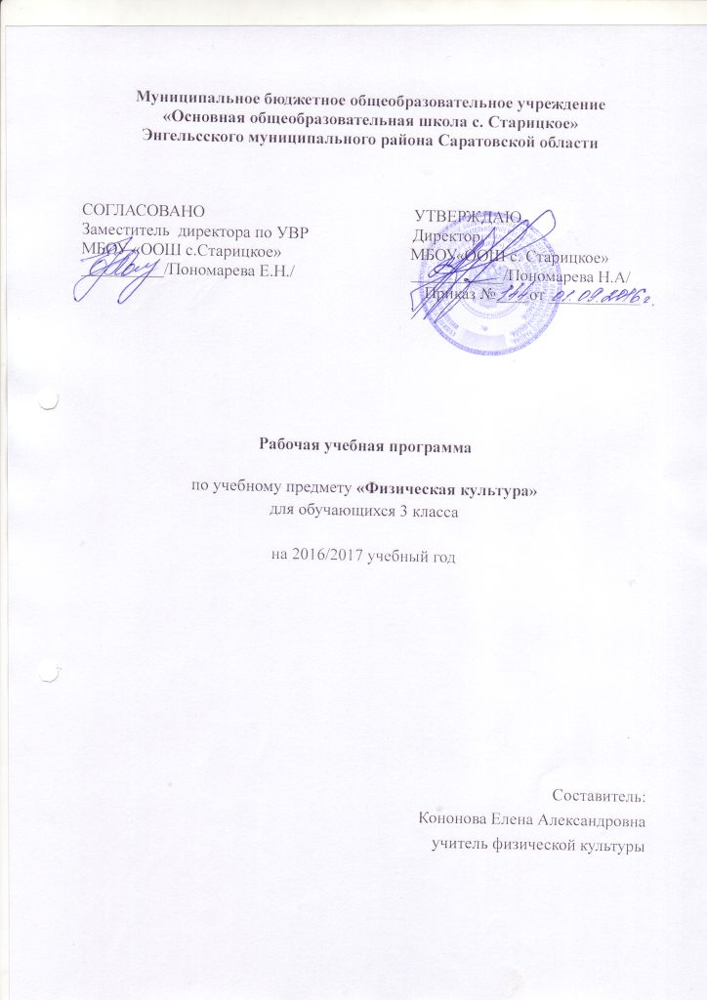 Муниципальное бюджетное общеобразовательное учреждение
«Основная общеобразовательная школа с. Старицкое»
Энгельсского муниципального района Саратовской области
СОГЛАСОВАНО
Заместитель директора по УВР
МБОУ «ООШ с.Старицкое»
/Пономарева Е.Н./
УТВЕРЖДАЮ
Директор
МБОУ«ООШ с. Старицкое»
/Пономарева Н.А/
Приказ № 144 от 01.09.2016г.
Рабочая учебная программа
по учебному предмету «Физическая культура»
для обучающихся 3 класса
на 2016/2017 учебный год
Составитель:
Кононова Елена Александровна
учитель физической культуры